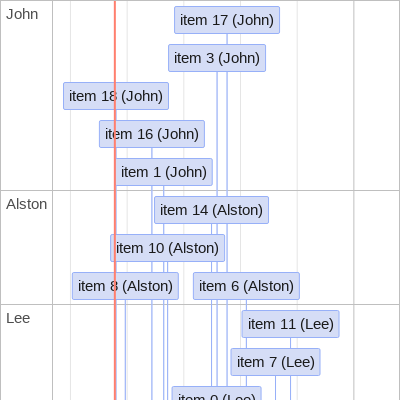 John
item 17 (John)
item 3 (John)
item 18 (John)
item 16 (John)
item 1 (John)
Alston
item 14 (Alston)
item 10 (Alston)
item 8 (Alston)
item 6 (Alston)
Lee
item 11 (Lee)
item 7 (Lee)
item 0 (Lee)